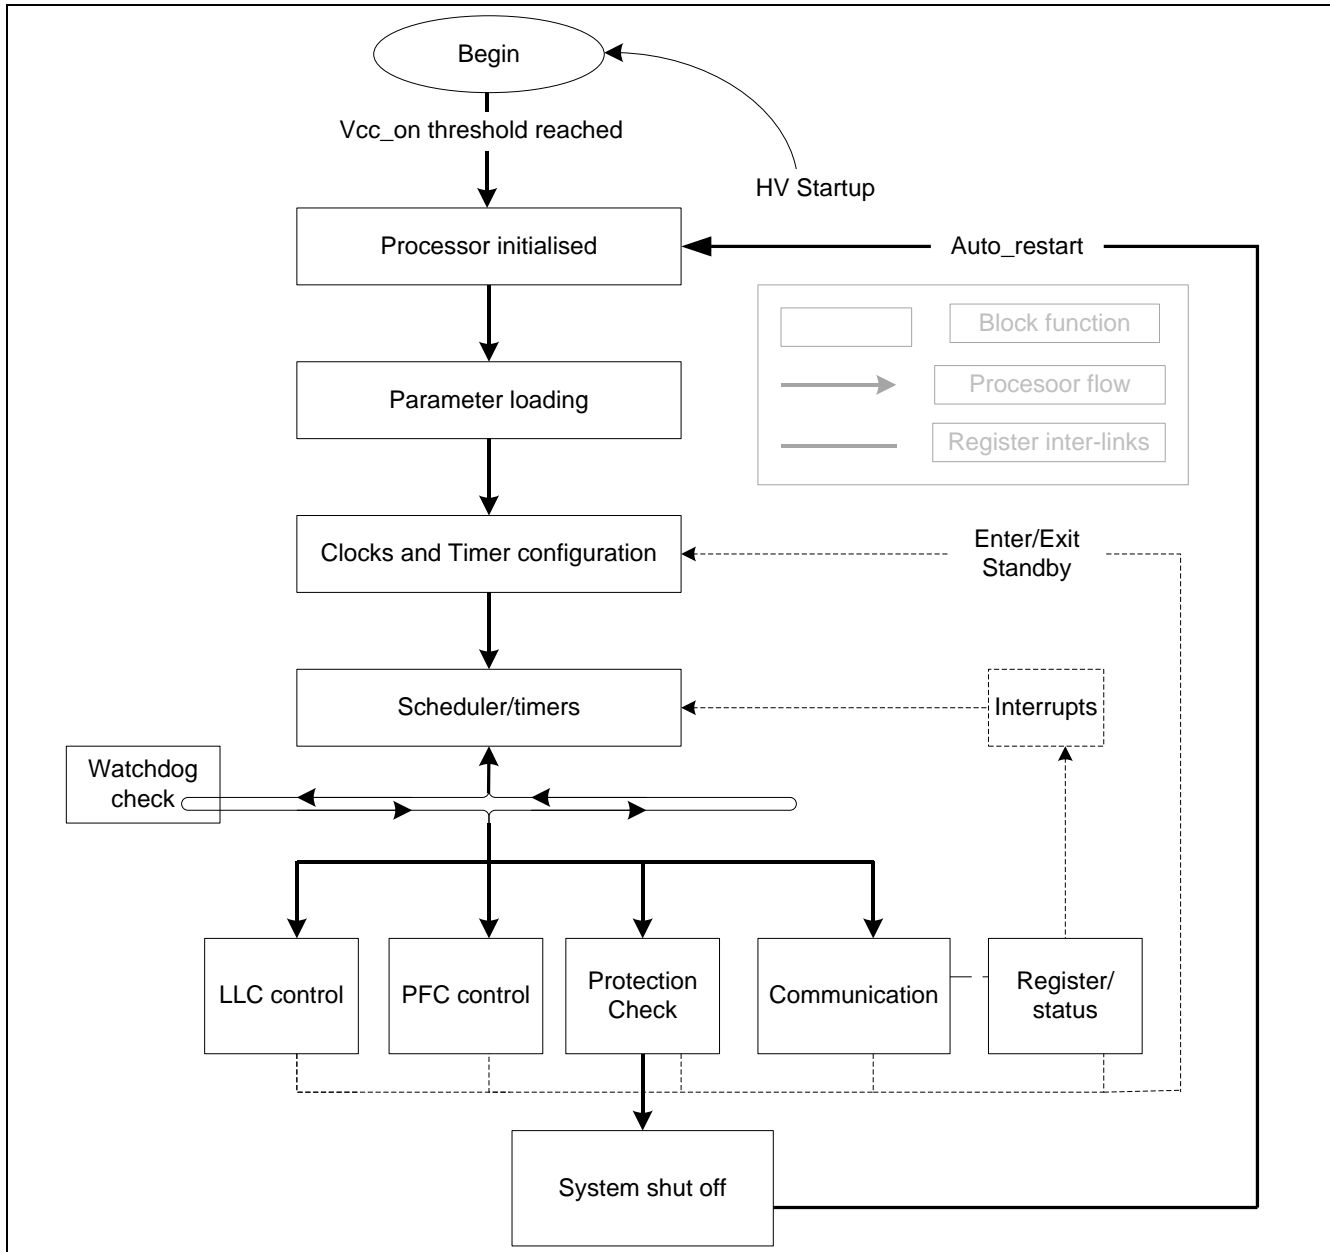 Begin
Vcc_on threshold reached
HV Startup
Processor initialised
Auto_restart
Block function
Procesoor flow
Register inter-links
Parameter loading
Clocks and Timer configuration
Enter/Exit
Standby
Scheduler/timers
Interrupts
Watchdog
check
LLC control
PFC control
Protection
Check
Communication
Register/
status
System shut off